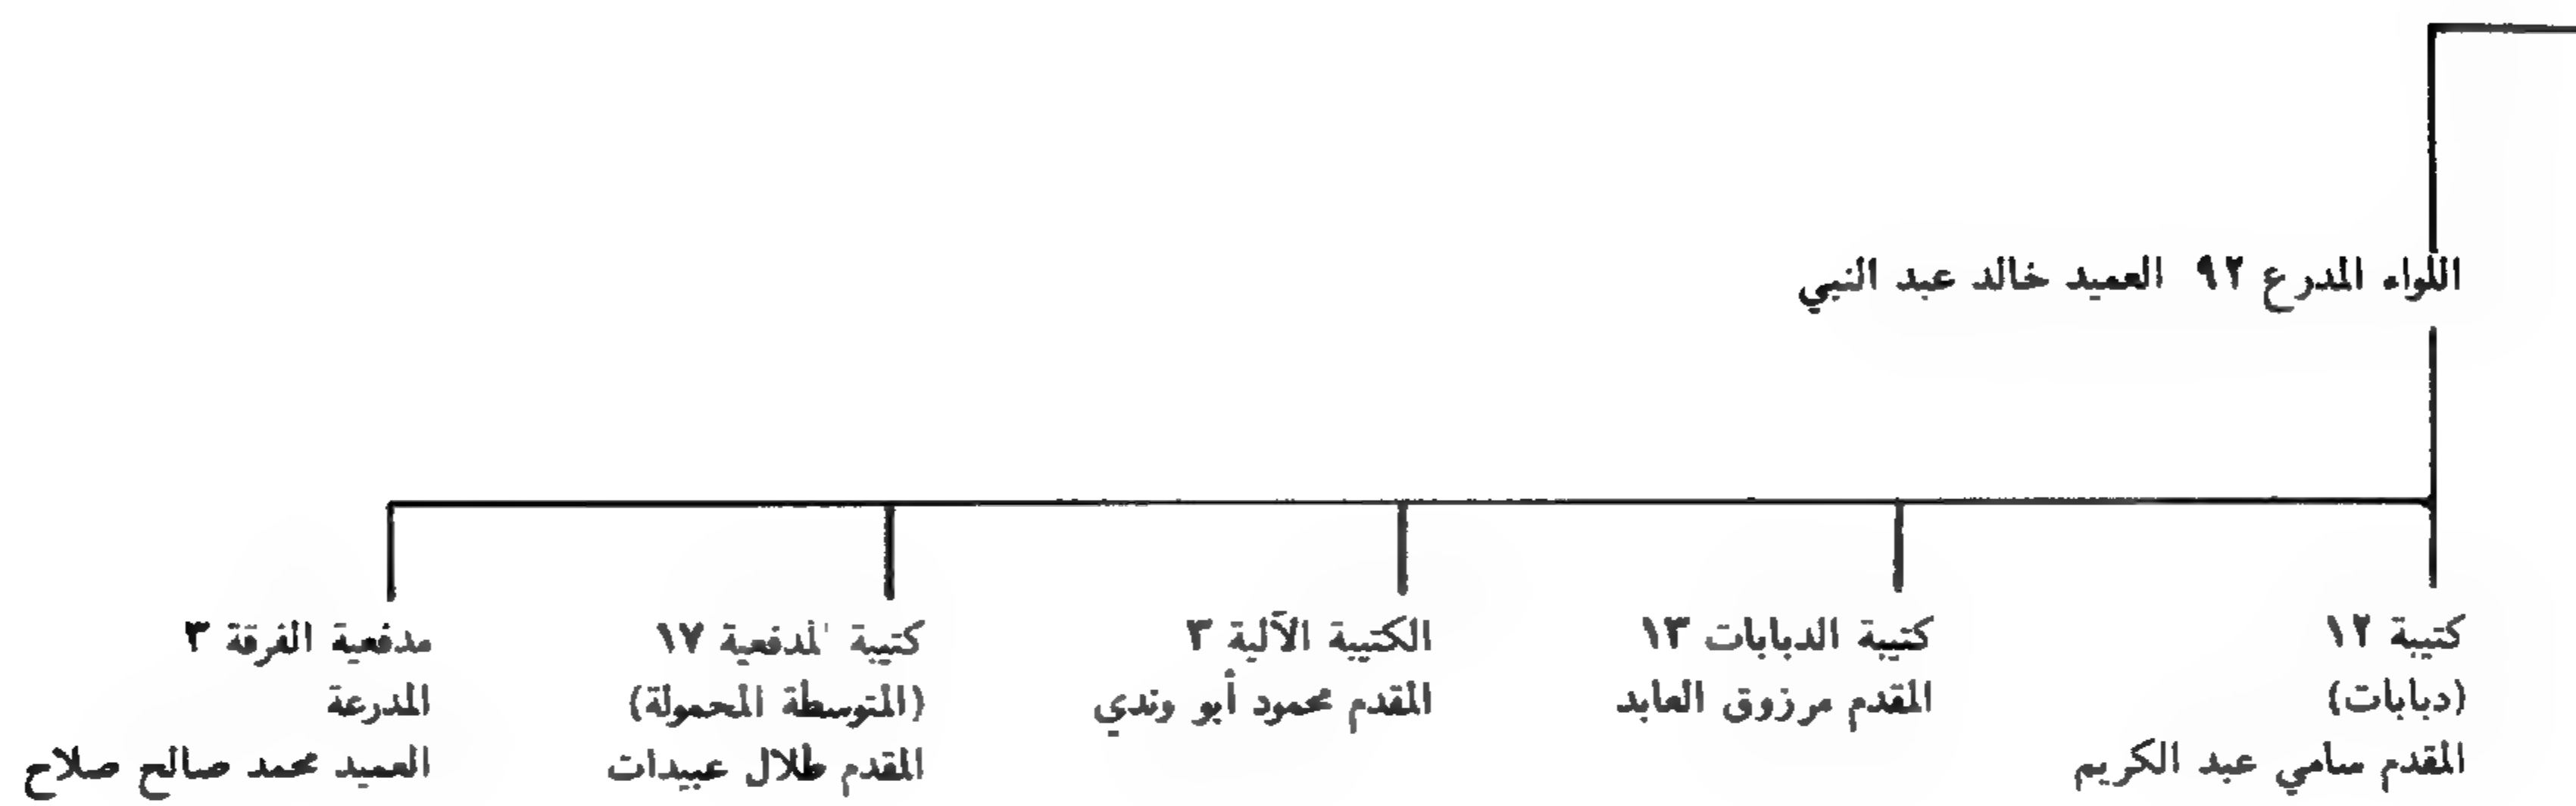 اللواء المدرع ٩٢ العميد خالد عبد النبي
كتيبة ١٢
(دبابات)
المقدم سامي عبد الكريم
كتيبة الدبابات ١٣
المقدم مرزوق العابد
الكتيبة الآلية ٣
المقدم محمود أبو وندي
كتيبة المدفعية ١٧
(المتوسطة المحمولة)
المقدم طلال عبيدات
مدفعية الفرقة ٣
المدرعة
العميد محمد صالح صلاح